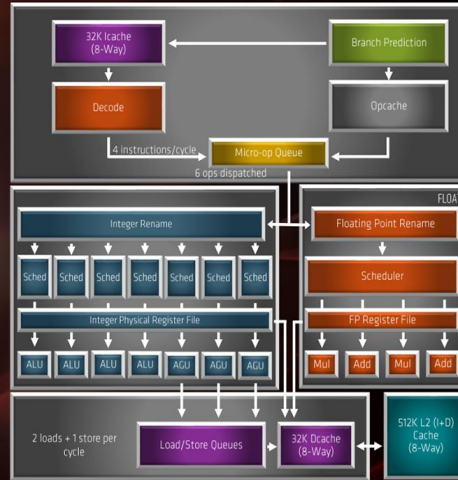 32K Icache
(8-Way)
Branch Prediction
Decode
Opcache
4 instructions/cycle
Micro-op Queue
6 ops dispatched
FLOA
Integer Rename
Floating Point Rename
Sched
Sched
Sched
Sched
Sched
Sched
Sched
Scheduler
Integer Physical Register File
FP Register File
ALU
ALU
ALU
ALU
AGU
AGU
AGU
Mul
Add
Mul
Add
2 loads + 1 store per
cycle
Load/Store Queues
32K Dcache
(8-Way)
512K L2 (I+D)
Cache
(8-Way)